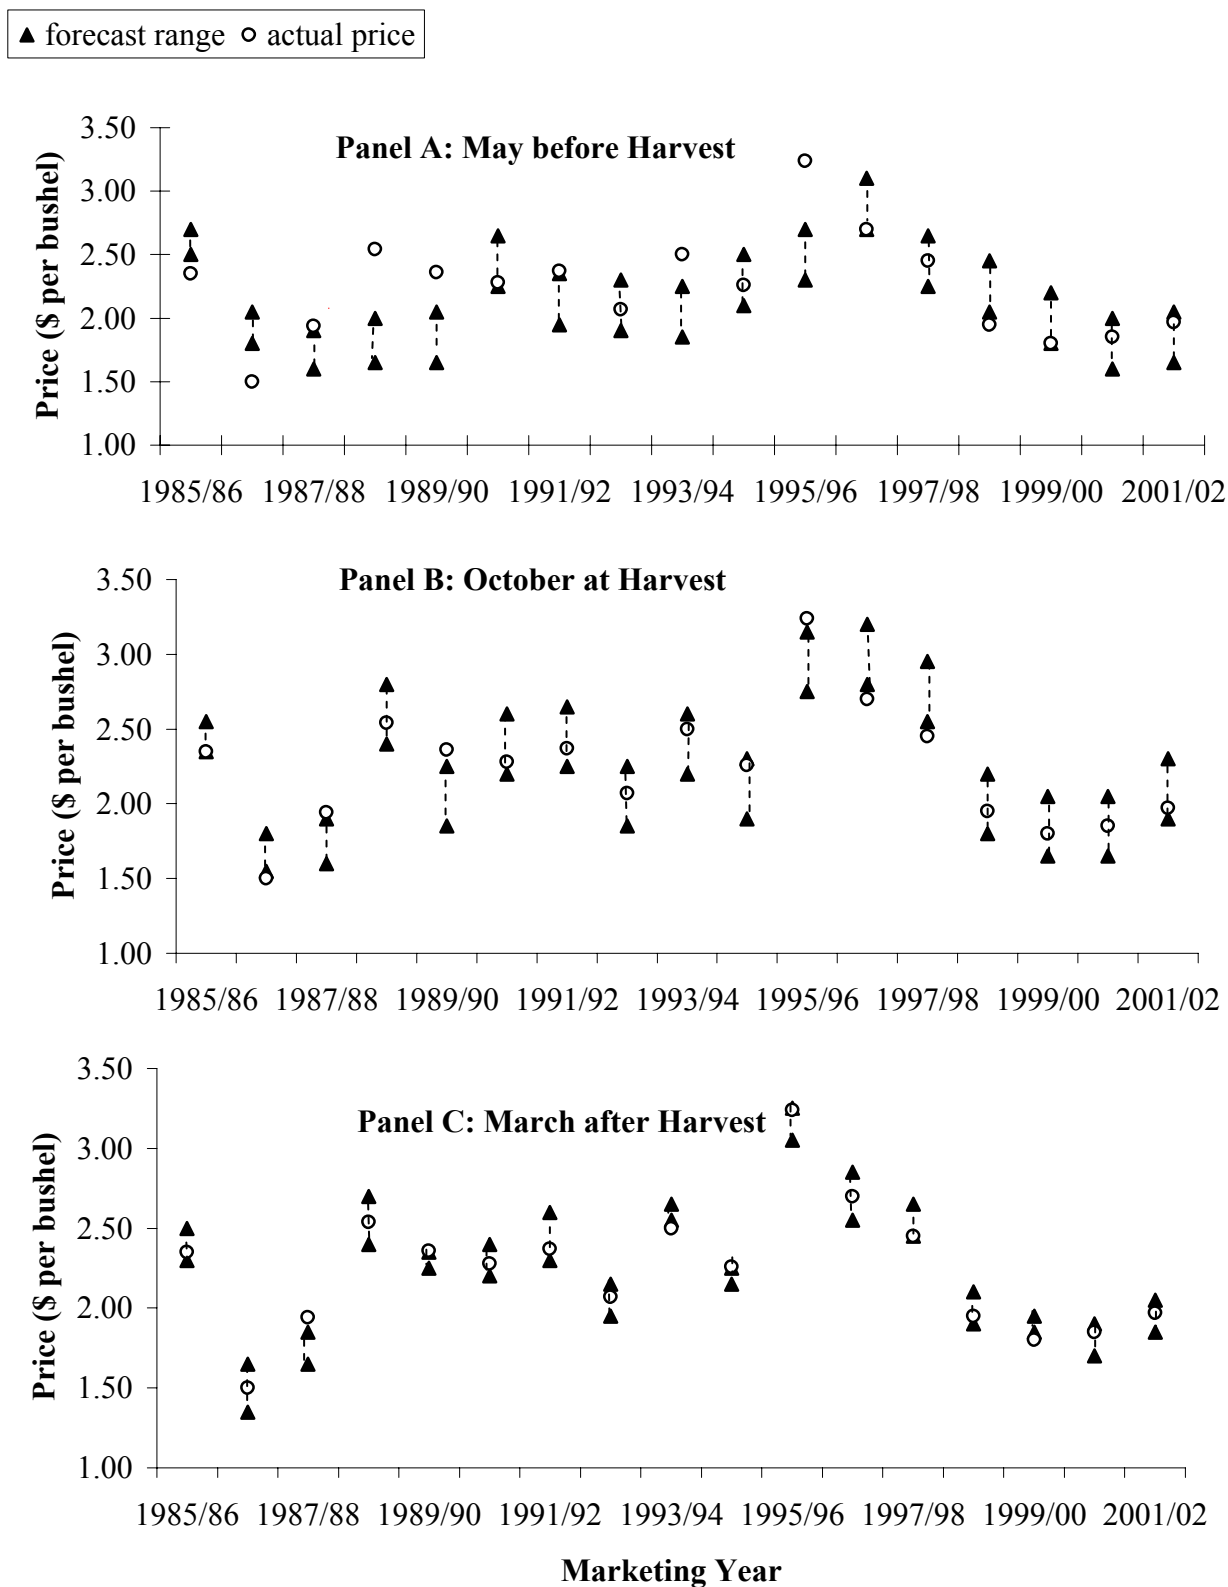 ▲ forecast range ○ actual price
Panel A: May before Harvest
Price ($ per bushel)
3.50
3.00
2.50
2.00
1.50
1.00
1985/86 1987/88 1989/90 1991/92 1993/94 1995/96 1997/98 1999/00 2001/02
Panel B: October at Harvest
Price ($ per bushel)
3.50
3.00
2.50
2.00
1.50
1.00
1985/86 1987/88 1989/90 1991/92 1993/94 1995/96 1997/98 1999/00 2001/02
Panel C: March after Harvest
Price ($ per bushel)
3.50
3.00
2.50
2.00
1.50
1.00
1985/86 1987/88 1989/90 1991/92 1993/94 1995/96 1997/98 1999/00 2001/02
Marketing Year